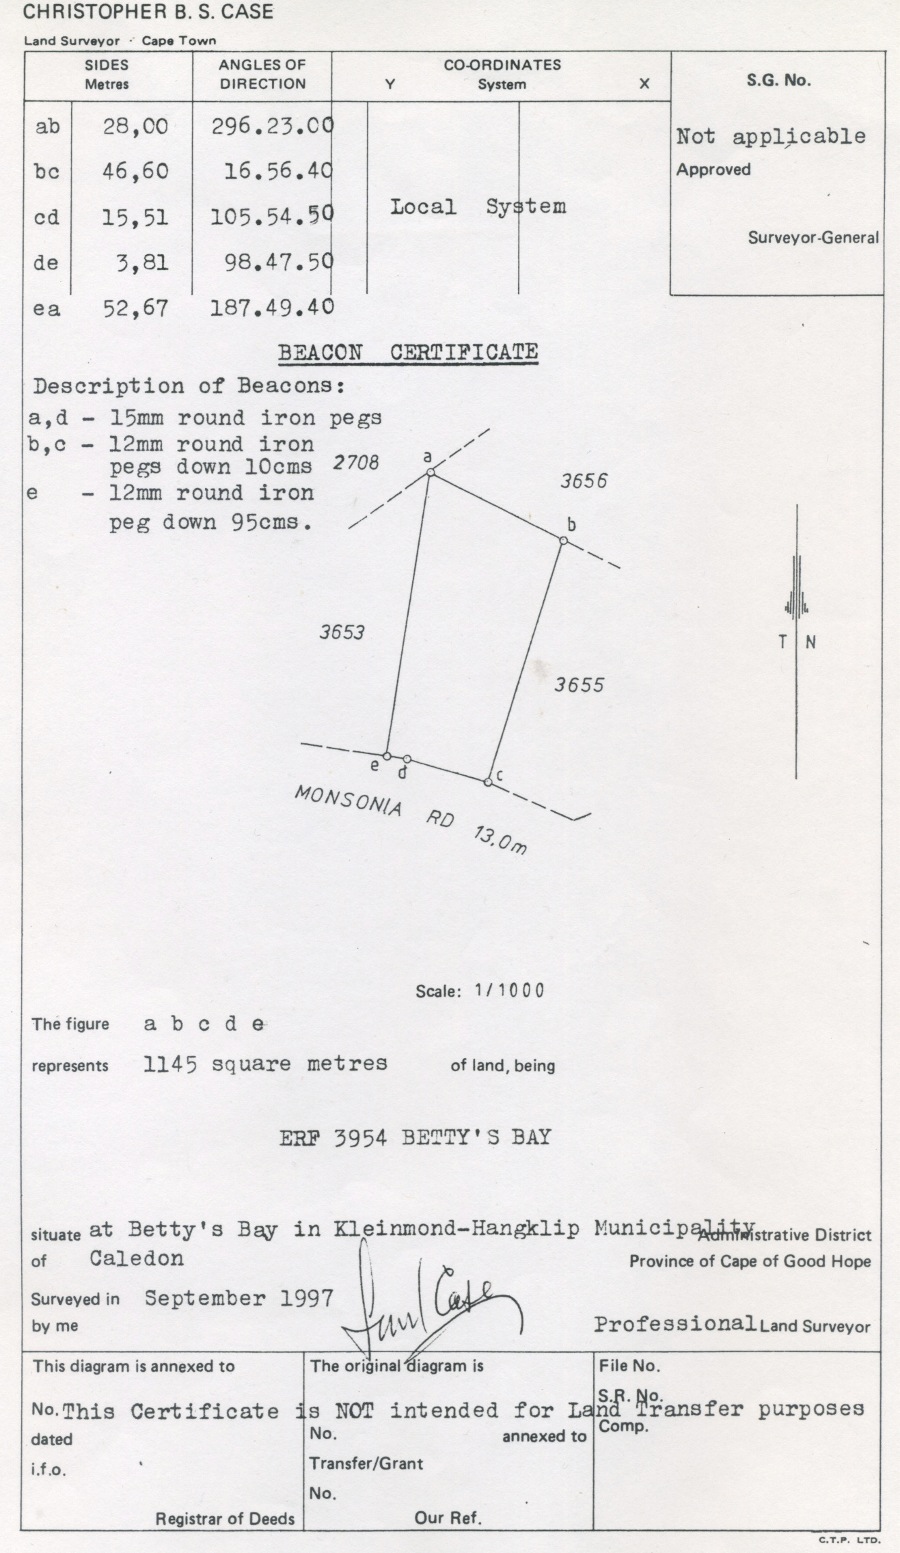 CHRISTOPHER B. S. CASE
Land Surveyor · Cape Town
SIDES
Metres
ANGLES OF
DIRECTION
CO-ORDINATES
Y System X
S.G. No.
ab 28,00 296.23.00
bc 46,60 16.56.40
cd 15,51 105.54.50
de 3,81 98.47.50
ea 52,67 187.49.40
Local System
Not applicable
Approved
Surveyor-General
BEACON CERTIFICATE
Description of Beacons:
a,d - 15mm round iron pegs
b,c - 12mm round iron
pegs down 10cms
e - 12mm round iron
peg down 95cms.
2708
a
3656
b
3653
3655
T N
e d c
MONSONIA RD 13.0m
Scale: 1/1000
The figure a b c d e
represents 1145 square metres of land, being
ERF 3954 BETTY'S BAY
situate at Betty's Bay in Kleinmond-Hangklip Municipality Administrative District
of Caledon Province of Cape of Good Hope
Surveyed in September 1997
by me Paul Case Professional Land Surveyor
This diagram is annexed to
No.
dated
i.f.o.
Registrar of Deeds
The original diagram is
No. annexed to
Transfer/Grant
No.
Our Ref.
File No.
S.R. No.
Comp.
This Certificate is NOT intended for Land Transfer purposes
C.T.P. LTD.